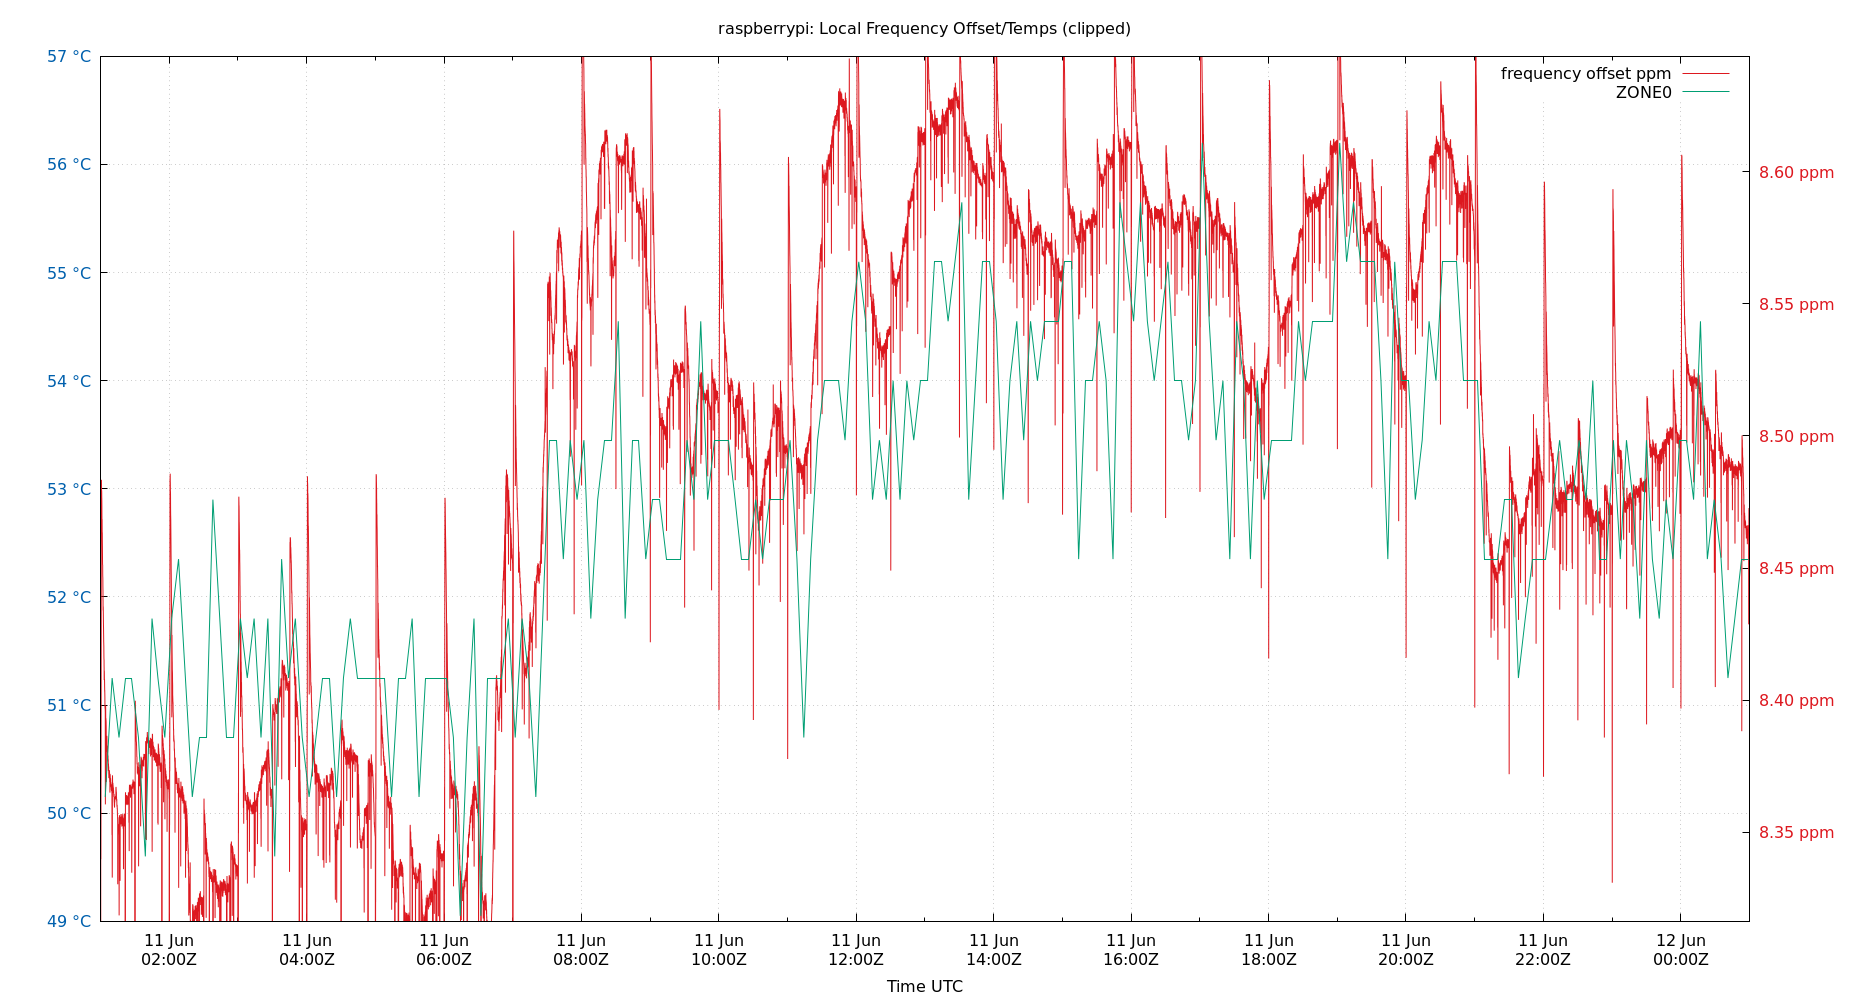 raspberrypi: Local Frequency Offset/Temps (clipped)
57 °C
56 °C
55 °C
54 °C
53 °C
52 °C
51 °C
50 °C
49 °C
frequency offset ppm
ZONE0
8.60 ppm
8.55 ppm
8.50 ppm
8.45 ppm
8.40 ppm
8.35 ppm
11 Jun
02:00Z
11 Jun
04:00Z
11 Jun
06:00Z
11 Jun
08:00Z
11 Jun
10:00Z
11 Jun
12:00Z
11 Jun
14:00Z
11 Jun
16:00Z
11 Jun
18:00Z
11 Jun
20:00Z
11 Jun
22:00Z
12 Jun
00:00Z
Time UTC